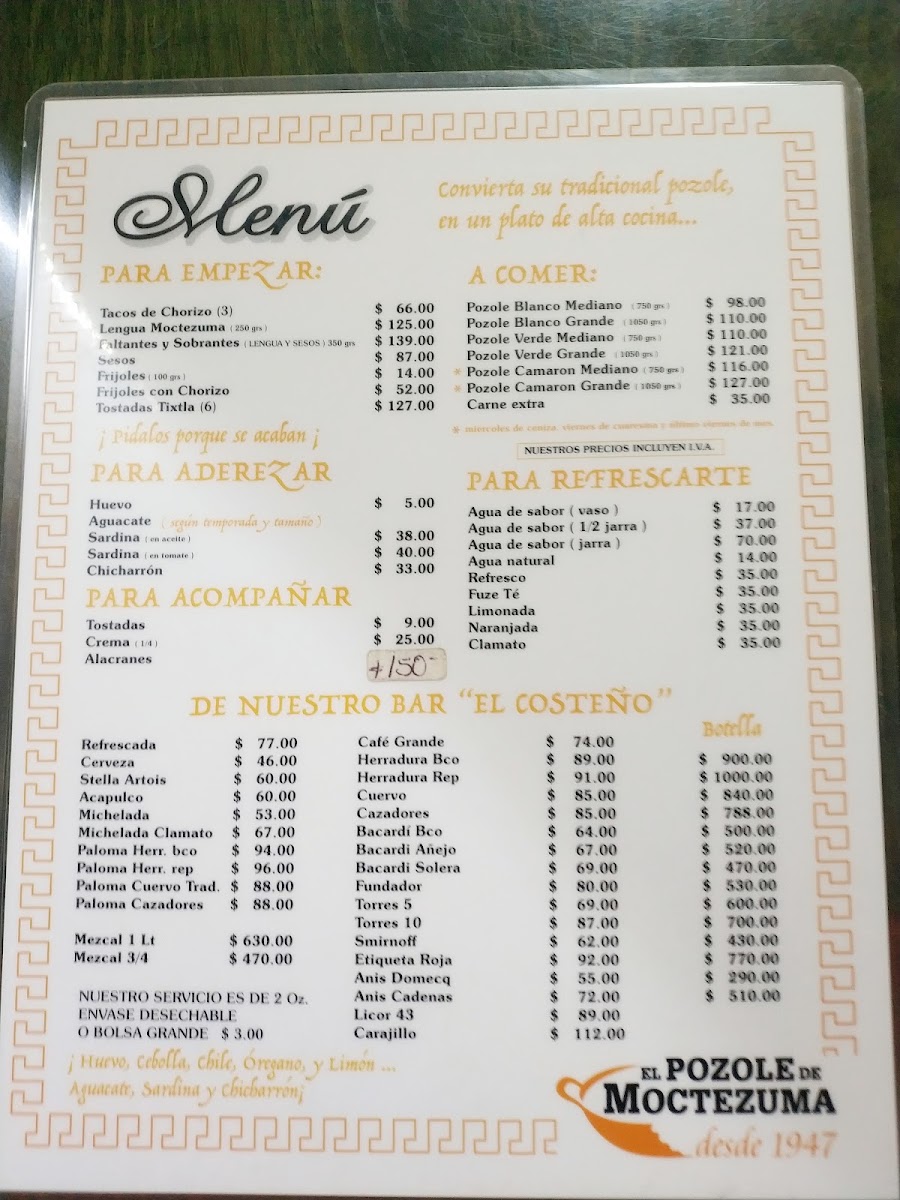 Menú
Convierta su tradicional pozole,
en un plato de alta cocina...
PARA EMPEZAR:
Tacos de Chorizo (3) $ 66.00
Lengua Moctezuma ( 250 grs ) $ 125.00
Faltantes y Sobrantes ( LENGUA Y SESOS ) 350 grs $ 139.00
Sesos $ 87.00
Frijoles ( 100 grs ) $ 14.00
Frijoles con Chorizo $ 52.00
Tostadas Tixtla (6) $ 127.00
¡ Pidalos porque se acaban ¡
A COMER:
Pozole Blanco Mediano ( 750 grs ) $ 98.00
Pozole Blanco Grande ( 1050 grs ) $ 110.00
Pozole Verde Mediano ( 750 grs ) $ 110.00
Pozole Verde Grande ( 1050 grs ) $ 121.00
* Pozole Camaron Mediano ( 750 grs ) $ 116.00
* Pozole Camaron Grande ( 1050 grs ) $ 127.00
Carne extra $ 35.00
* miercoles de ceniza, viernes de cuaresma y último viernes de mes.
NUESTROS PRECIOS INCLUYEN I.V.A.
PARA ADEREZAR
Huevo $ 5.00
Aguacate ( según temporada y tamaño )
Sardina ( en aceite ) $ 38.00
Sardina ( en tomate ) $ 40.00
Chicharrón $ 33.00
PARA ACOMPAÑAR
Tostadas $ 9.00
Crema ( 1/4 ) $ 25.00
Alacranes $150-
PARA REFRESCARTE
Agua de sabor ( vaso ) $ 17.00
Agua de sabor ( 1/2 jarra ) $ 37.00
Agua de sabor ( jarra ) $ 70.00
Agua natural $ 14.00
Refresco $ 35.00
Fuze Té $ 35.00
Limonada $ 35.00
Naranjada $ 35.00
Clamato $ 35.00
DE NUESTRO BAR "EL COSTEÑO"
Refrescada $ 77.00
Cerveza $ 46.00
Stella Artois $ 60.00
Acapulco $ 60.00
Michelada $ 53.00
Michelada Clamato $ 67.00
Paloma Herr. bco $ 94.00
Paloma Herr. rep $ 96.00
Paloma Cuervo Trad. $ 88.00
Paloma Cazadores $ 88.00
Mezcal 1 Lt $ 630.00
Mezcal 3/4 $ 470.00
NUESTRO SERVICIO ES DE 2 Oz.
ENVASE DESECHABLE
O BOLSA GRANDE $ 3.00
Botella
Café Grande $ 74.00
Herradura Bco $ 89.00 $ 900.00
Herradura Rep $ 91.00 $ 1000.00
Cuervo $ 85.00 $ 840.00
Cazadores $ 85.00 $ 788.00
Bacardí Bco $ 64.00 $ 500.00
Bacardi Añejo $ 67.00 $ 520.00
Bacardi Solera $ 69.00 $ 470.00
Fundador $ 80.00 $ 530.00
Torres 5 $ 69.00 $ 600.00
Torres 10 $ 87.00 $ 700.00
Smirnoff $ 62.00 $ 430.00
Etiqueta Roja $ 92.00 $ 770.00
Anis Domecq $ 55.00 $ 290.00
Anis Cadenas $ 72.00 $ 510.00
Licor 43 $ 89.00
Carajillo $ 112.00
¡ Huevo, Cebolla, Chile, Óregano, y Limón ...
Aguacate, Sardina y Chicharrón¡
EL POZOLE DE
MOCTEZUMA
desde 1947